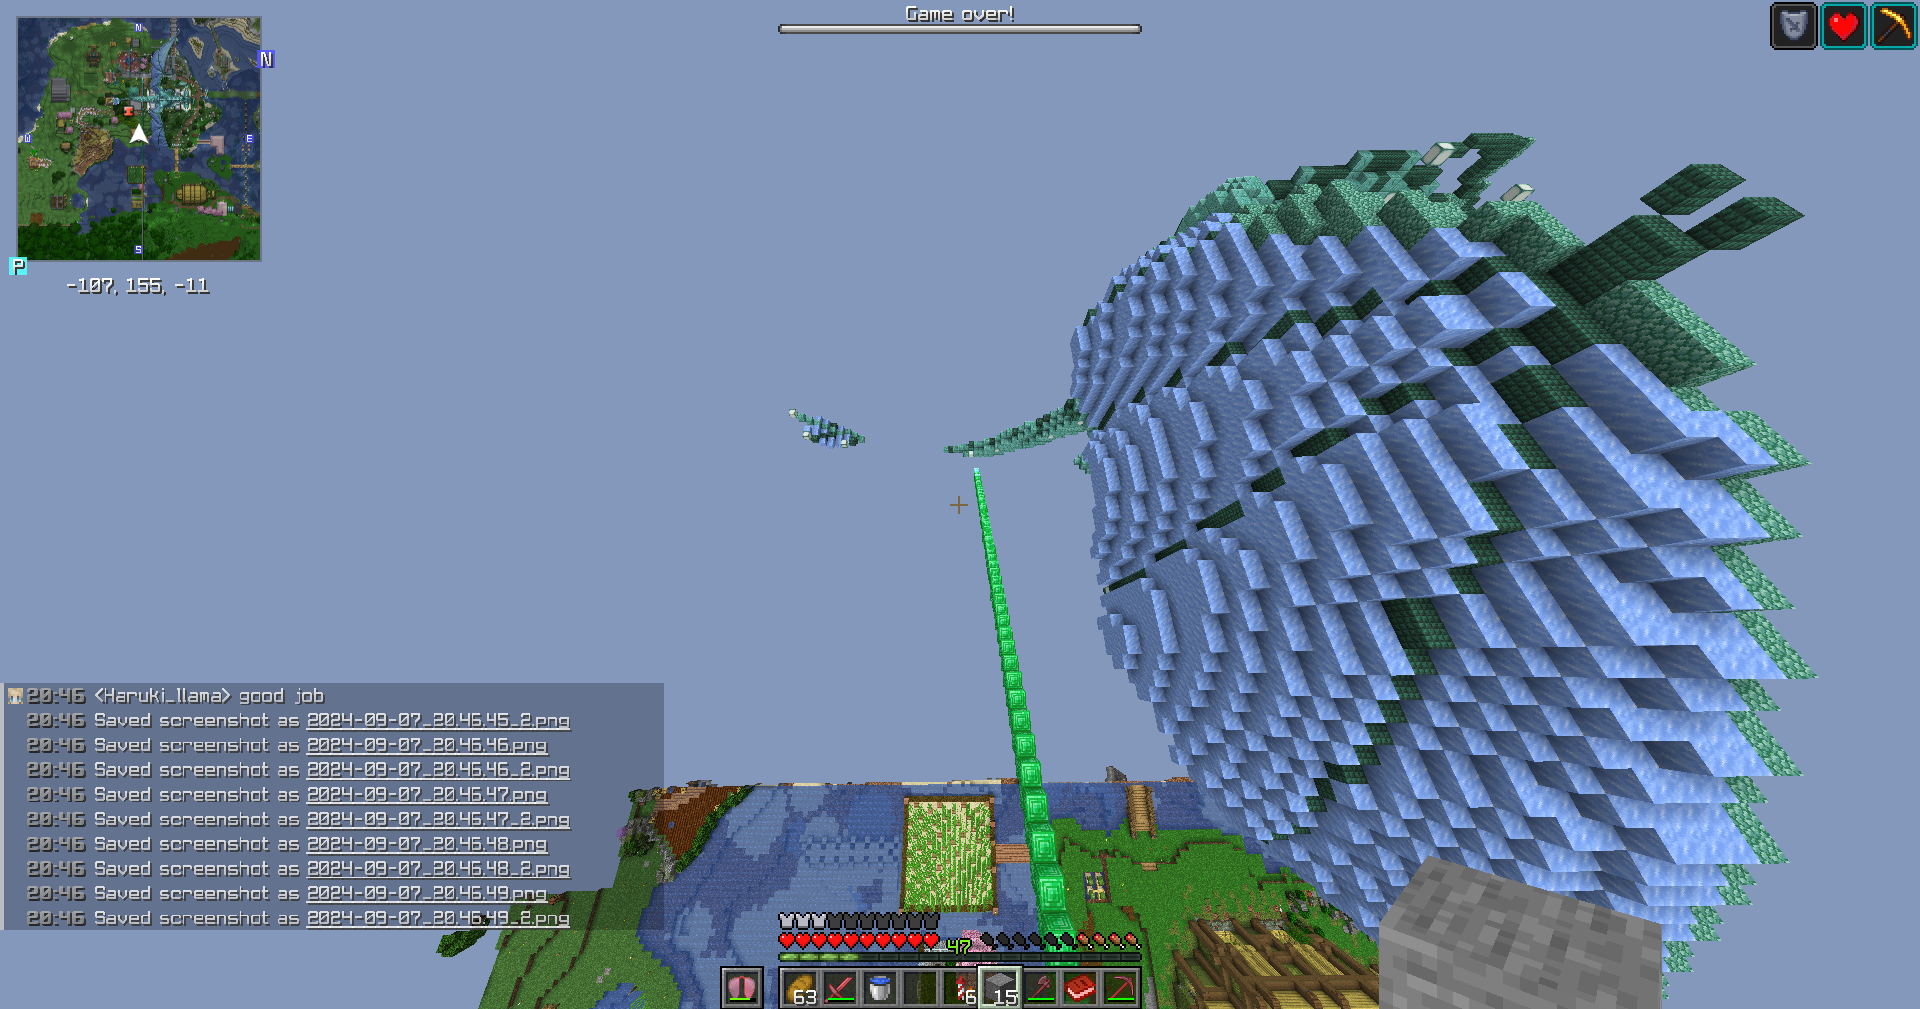 Game over!
N
N
W
E
S
P
-107, 155, -11
20:46 <Haruki_llama> good job
20:46 Saved screenshot as 2024-09-07_20.46.45_2.png
20:46 Saved screenshot as 2024-09-07_20.46.46.png
20:46 Saved screenshot as 2024-09-07_20.46.46_2.png
20:46 Saved screenshot as 2024-09-07_20.46.47.png
20:46 Saved screenshot as 2024-09-07_20.46.47_2.png
20:46 Saved screenshot as 2024-09-07_20.46.48.png
20:46 Saved screenshot as 2024-09-07_20.46.48_2.png
20:46 Saved screenshot as 2024-09-07_20.46.49.png
20:46 Saved screenshot as 2024-09-07_20.46.49_2.png
47
63
6
15